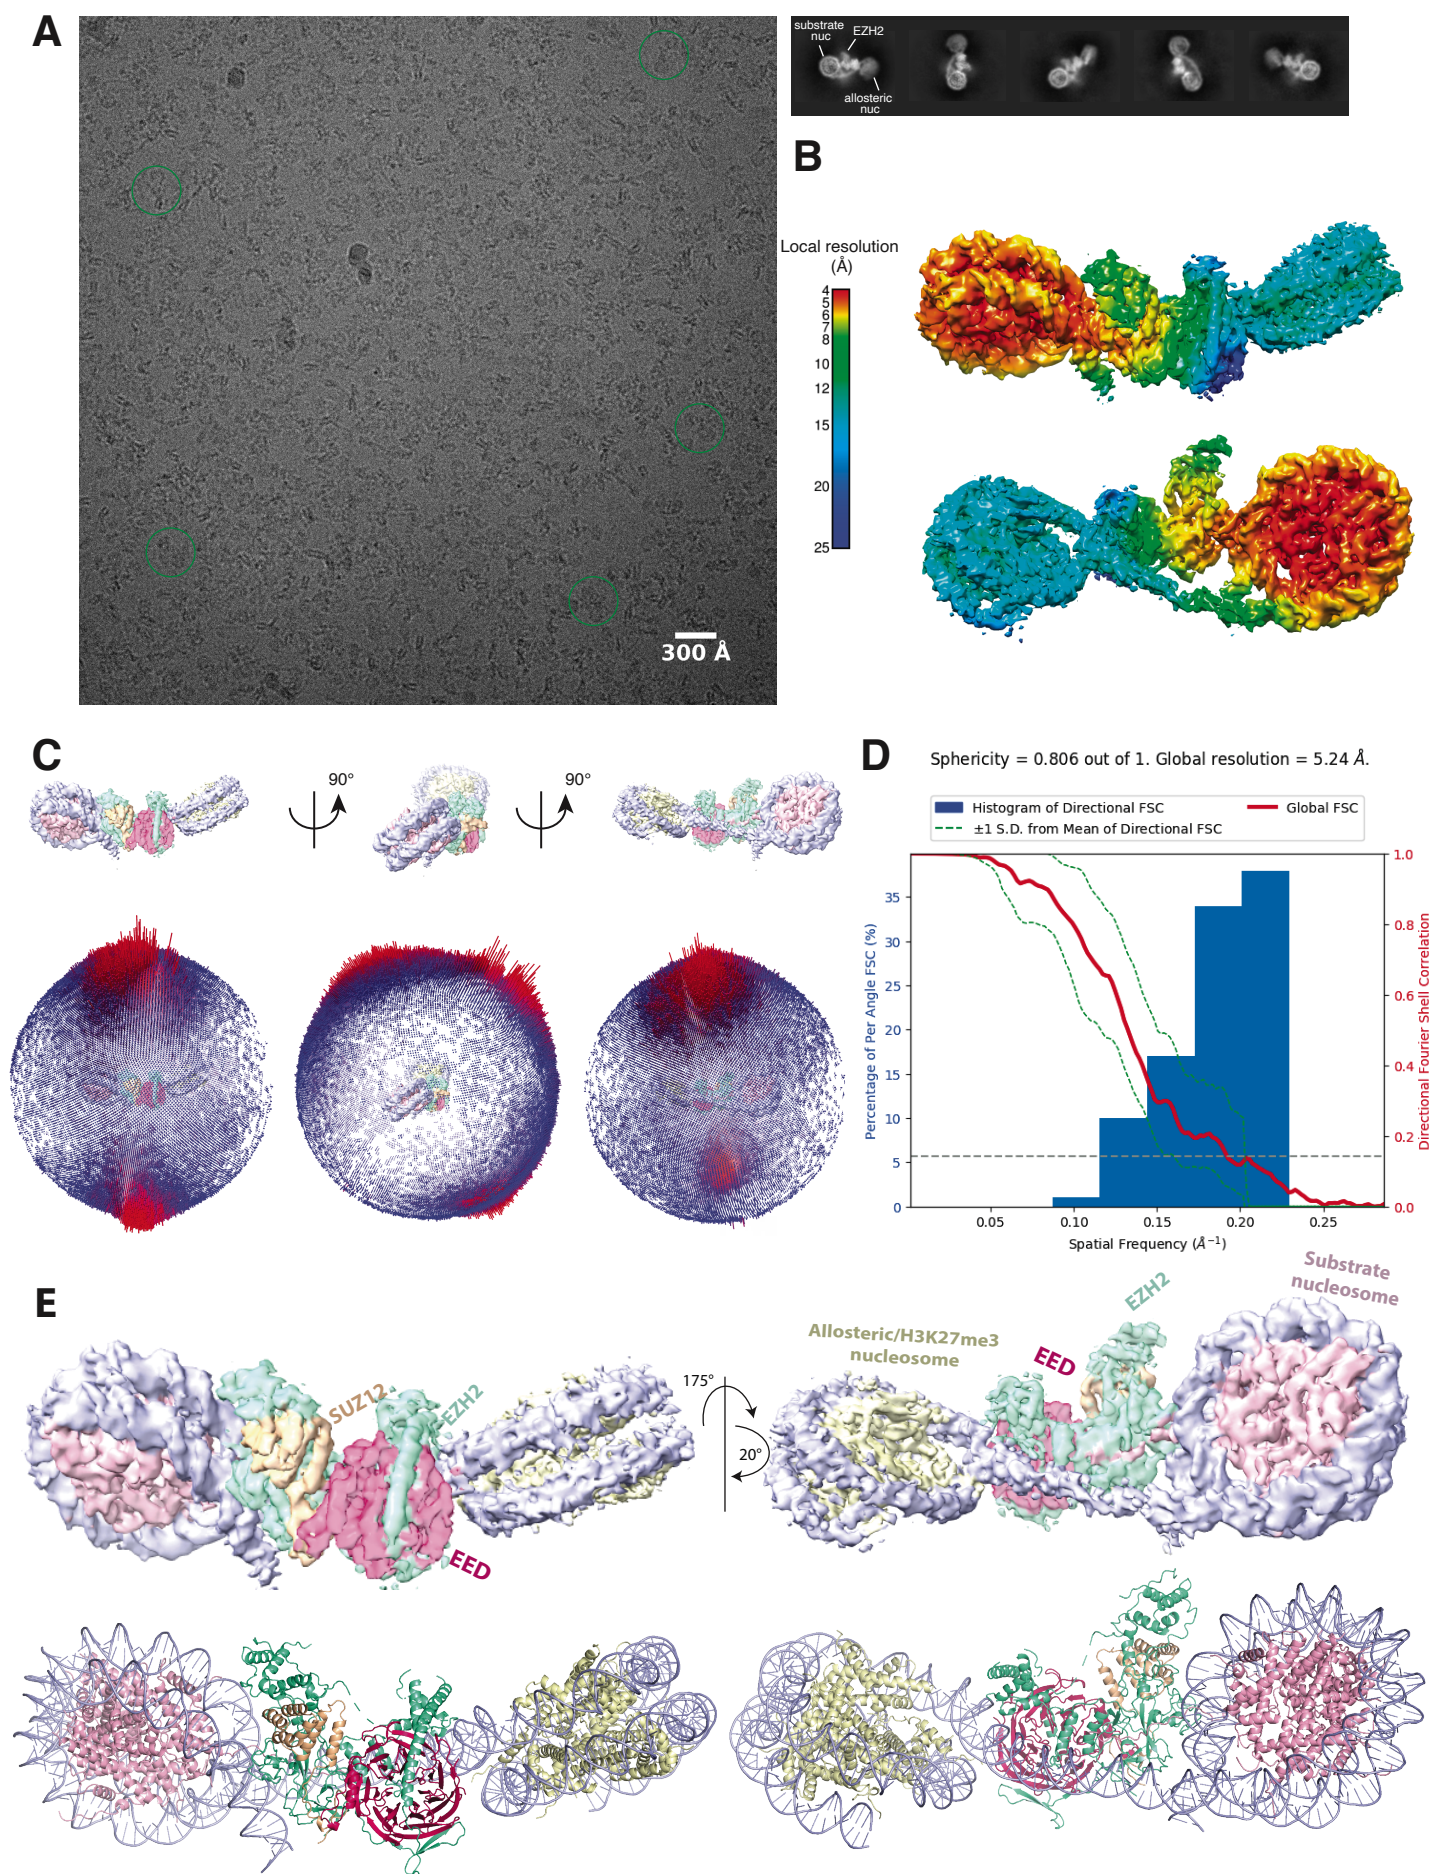 A
300 Å
substrate
nuc
EZH2
allosteric
nuc
B
Local resolution
(Å)
4
5
6
7
8
10
12
15
20
25
C
90°
90°
D
Sphericity = 0.806 out of 1. Global resolution = 5.24 Å.
Histogram of Directional FSC
±1 S.D. from Mean of Directional FSC
Global FSC
Percentage of Per Angle FSC (%)
0
5
10
15
20
25
30
35
0.05
0.10
0.15
0.20
0.25
Spatial Frequency (Å⁻¹)
0.0
0.2
0.4
0.6
0.8
1.0
Directional Fourier Shell Correlation
E
SUZ12
EZH2
EED
175°
20°
Allosteric/H3K27me3
nucleosome
EED
EZH2
Substrate
nucleosome